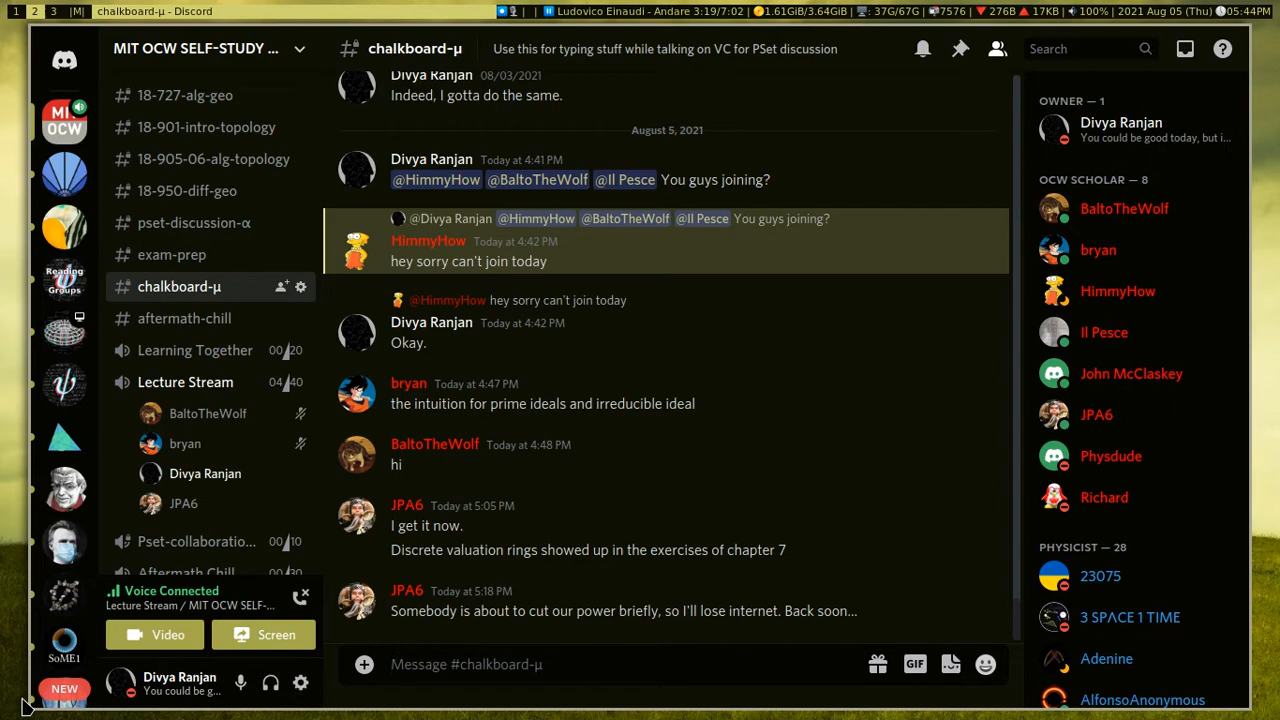 1 2 3 |M| chalkboard-μ - Discord
| | Ludovico Einaudi - Andare 3:19/7:02 | 1.61GiB/3.64GiB | : 37G/67G | 7576 | 276B 17KB | 100% | 2021 Aug 05 (Thu) 05:44PM
MIT OCW SELF-STUDY ...
# 18-727-alg-geo
# 18-901-intro-topology
# 18-905-06-alg-topology
# 18-950-diff-geo
# pset-discussion-α
# exam-prep
# chalkboard-μ
# aftermath-chill
Learning Together 00/20
Lecture Stream 04/40
BaltoTheWolf
bryan
Divya Ranjan
JPA6
Pset-collaboratio... 00/10
Aftermath Chill 00/30
Voice Connected
Lecture Stream / MIT OCW SELF-...
Video
Screen
Divya Ranjan
You could be g...
MI.
OCW
Reading
Groups
SoME1
NEW
# chalkboard-μ
Use this for typing stuff while talking on VC for PSet discussion
Search
Divya Ranjan 08/03/2021
Indeed, I gotta do the same.
August 5, 2021
Divya Ranjan Today at 4:41 PM
@HimmyHow @BaltoTheWolf @Il Pesce You guys joining?
@Divya Ranjan @HimmyHow @BaltoTheWolf @Il Pesce You guys joining?
HimmyHow Today at 4:42 PM
hey sorry can't join today
@HimmyHow hey sorry can't join today
Divya Ranjan Today at 4:42 PM
Okay.
bryan Today at 4:47 PM
the intuition for prime ideals and irreducible ideal
BaltoTheWolf Today at 4:48 PM
hi
JPA6 Today at 5:05 PM
I get it now.
Discrete valuation rings showed up in the exercises of chapter 7
JPA6 Today at 5:18 PM
Somebody is about to cut our power briefly, so I'll lose internet. Back soon...
Message #chalkboard-μ
GIF
OWNER — 1
Divya Ranjan
You could be good today, but i...
OCW SCHOLAR — 8
BaltoTheWolf
bryan
HimmyHow
Il Pesce
John McClaskey
JPA6
Physdude
Richard
PHYSICIST — 28
23075
3 SPΛCE 1 TIME
Adenine
AlfonsoAnonymous